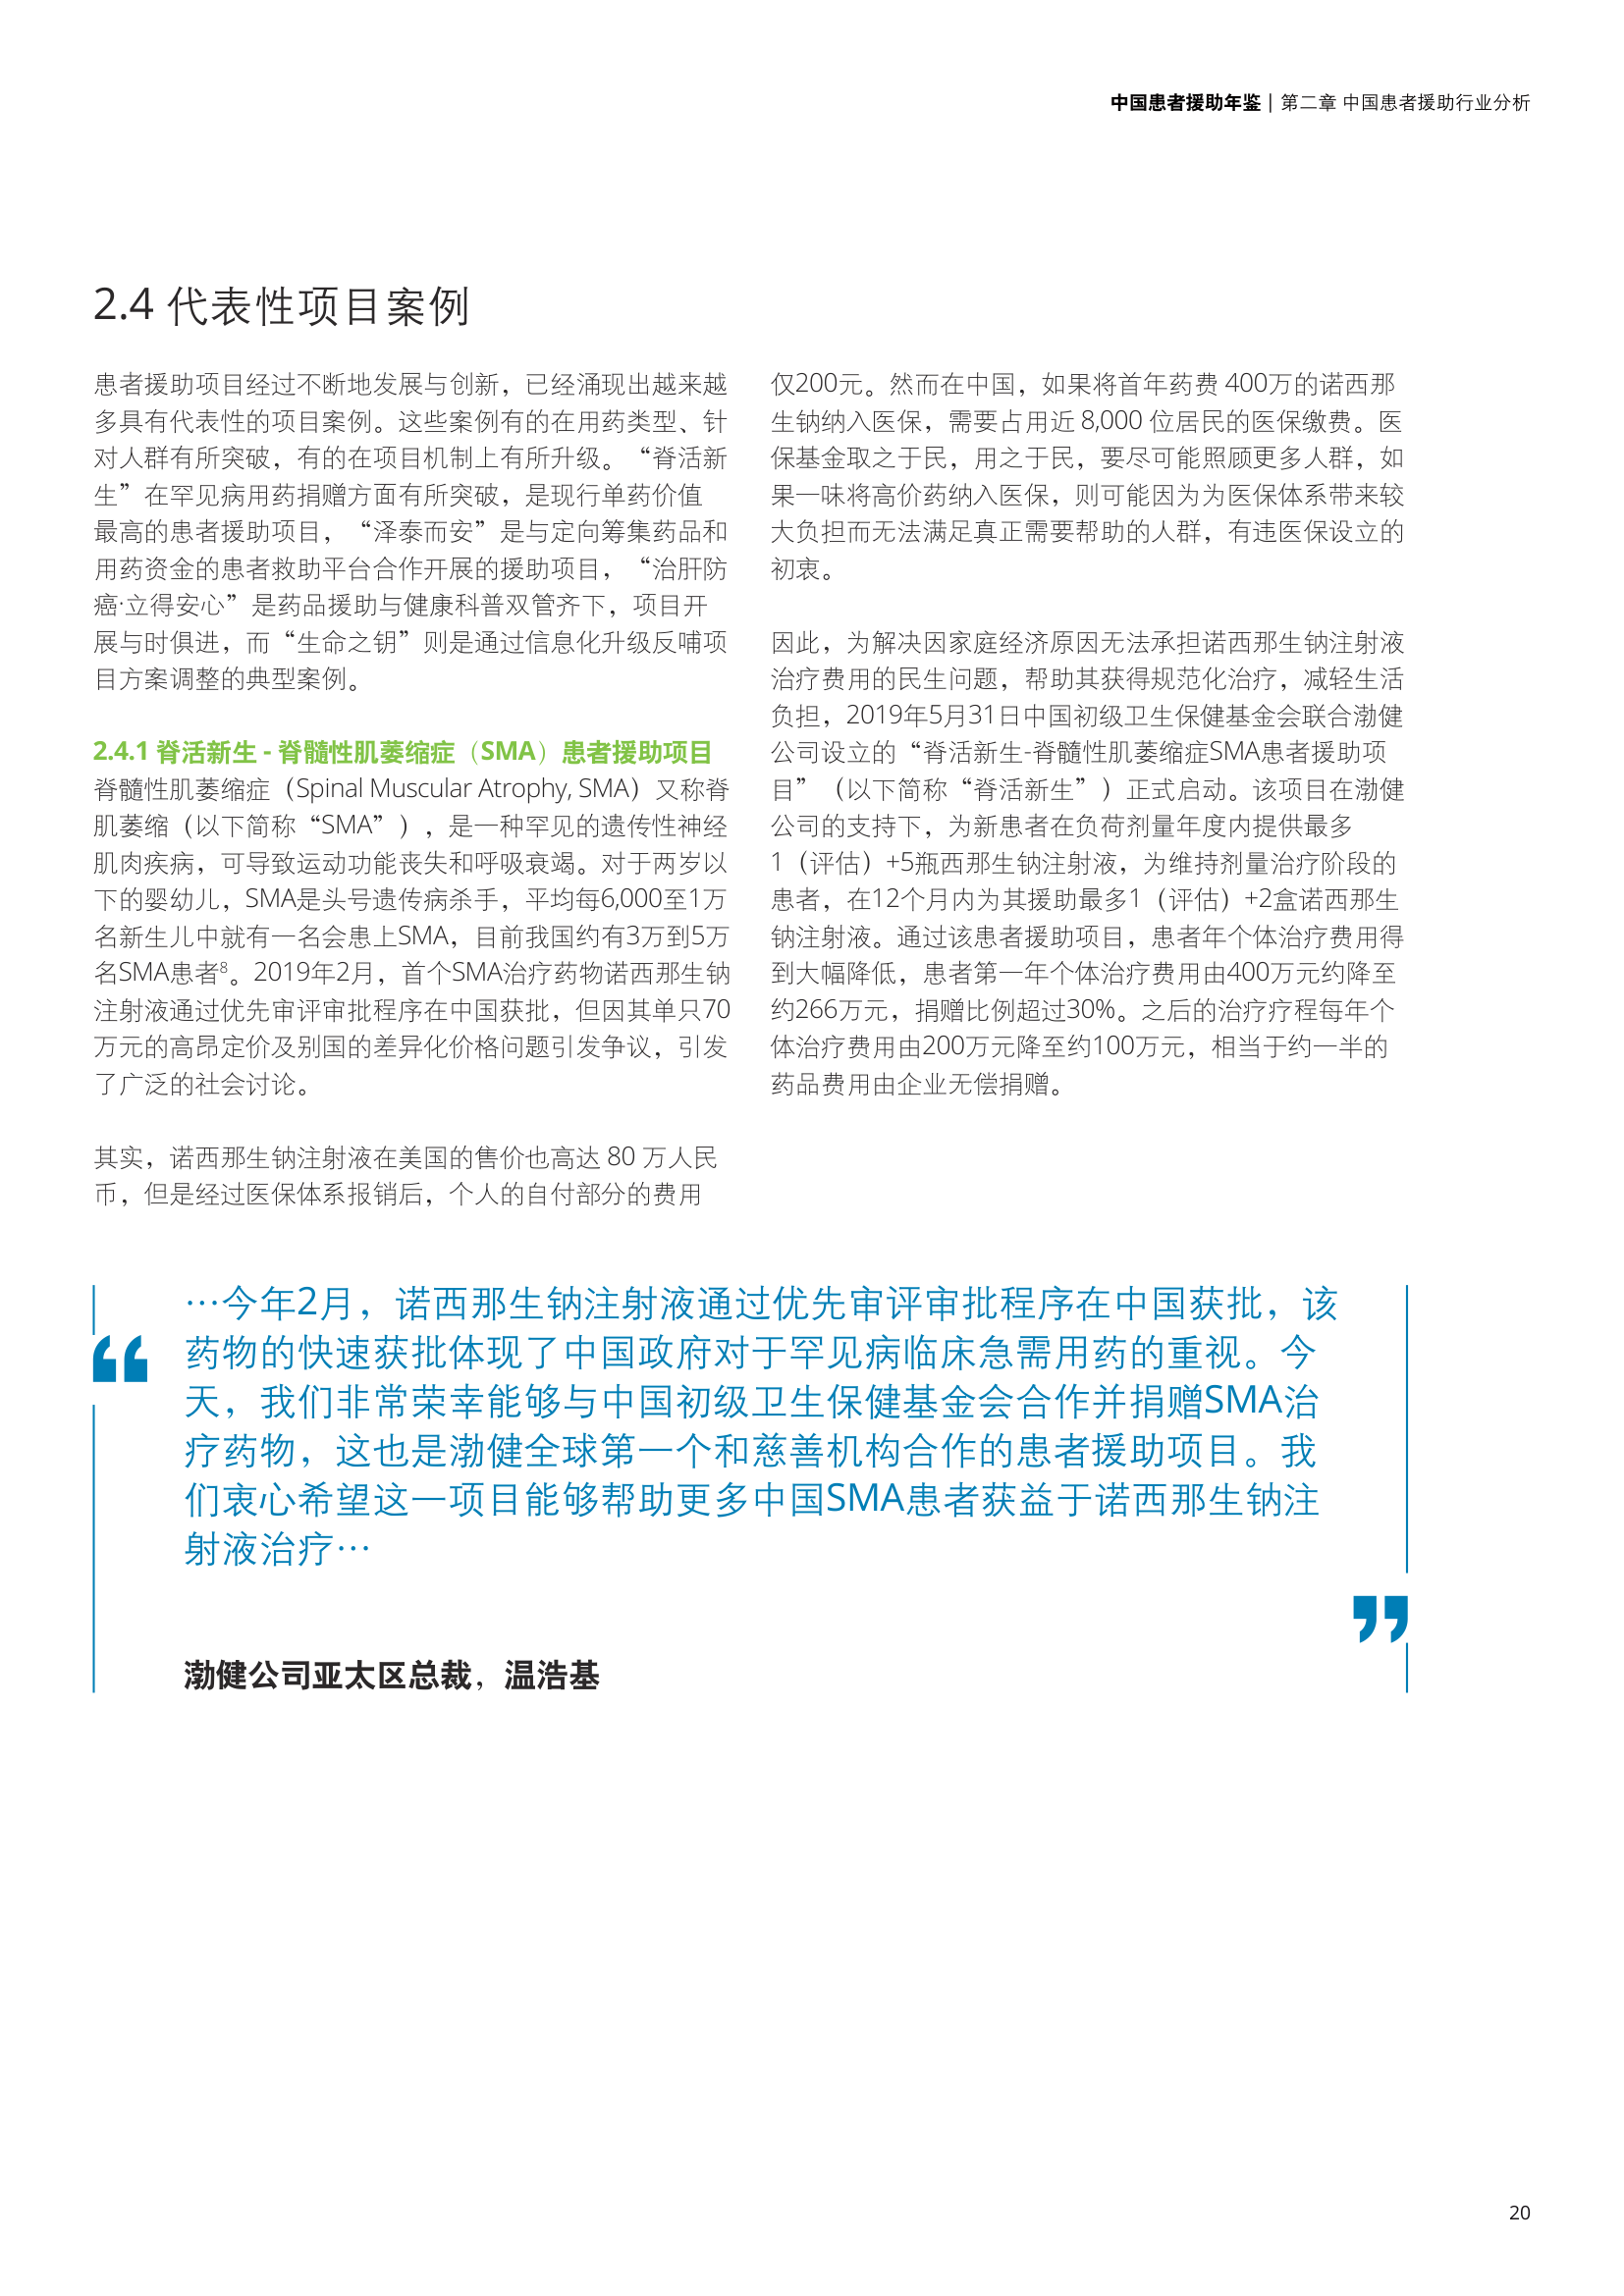 中国患者援助年鉴 | 第二章 中国患者援助行业分析
2.4 代表性项目案例
患者援助项目经过不断地发展与创新，已经涌现出越来越
多具有代表性的项目案例。这些案例有的在用药类型、针
对人群有所突破，有的在项目机制上有所升级。“脊活新
生”在罕见病用药捐赠方面有所突破，是现行单药价值
最高的患者援助项目，“泽泰而安”是与定向筹集药品和
用药资金的患者救助平台合作开展的援助项目，“治肝防
癌·立得安心”是药品援助与健康科普双管齐下，项目开
展与时俱进，而“生命之钥”则是通过信息化升级反哺项
目方案调整的典型案例。
2.4.1 脊活新生 - 脊髓性肌萎缩症（SMA）患者援助项目
脊髓性肌萎缩症（Spinal Muscular Atrophy, SMA）又称脊
肌萎缩（以下简称“SMA”），是一种罕见的遗传性神经
肌肉疾病，可导致运动功能丧失和呼吸衰竭。对于两岁以
下的婴幼儿，SMA是头号遗传病杀手，平均每6,000至1万
名新生儿中就有一名会患上SMA，目前我国约有3万到5万
名SMA患者⁸。2019年2月，首个SMA治疗药物诺西那生钠
注射液通过优先审评审批程序在中国获批，但因其单只70
万元的高昂定价及别国的差异化价格问题引发争议，引发
了广泛的社会讨论。
其实，诺西那生钠注射液在美国的售价也高达 80 万人民
币，但是经过医保体系报销后，个人的自付部分的费用
仅200元。然而在中国，如果将首年药费 400万的诺西那
生钠纳入医保，需要占用近 8,000 位居民的医保缴费。医
保基金取之于民，用之于民，要尽可能照顾更多人群，如
果一味将高价药纳入医保，则可能因为为医保体系带来较
大负担而无法满足真正需要帮助的人群，有违医保设立的
初衷。
因此，为解决因家庭经济原因无法承担诺西那生钠注射液
治疗费用的民生问题，帮助其获得规范化治疗，减轻生活
负担，2019年5月31日中国初级卫生保健基金会联合渤健
公司设立的“脊活新生-脊髓性肌萎缩症SMA患者援助项
目”（以下简称“脊活新生”）正式启动。该项目在渤健
公司的支持下，为新患者在负荷剂量年度内提供最多
1（评估）+5瓶西那生钠注射液，为维持剂量治疗阶段的
患者，在12个月内为其援助最多1（评估）+2盒诺西那生
钠注射液。通过该患者援助项目，患者年个体治疗费用得
到大幅降低，患者第一年个体治疗费用由400万元约降至
约266万元，捐赠比例超过30%。之后的治疗疗程每年个
体治疗费用由200万元降至约100万元，相当于约一半的
药品费用由企业无偿捐赠。
“
…今年2月，诺西那生钠注射液通过优先审评审批程序在中国获批，该
药物的快速获批体现了中国政府对于罕见病临床急需用药的重视。今
天，我们非常荣幸能够与中国初级卫生保健基金会合作并捐赠SMA治
疗药物，这也是渤健全球第一个和慈善机构合作的患者援助项目。我
们衷心希望这一项目能够帮助更多中国SMA患者获益于诺西那生钠注
射液治疗…
”
渤健公司亚太区总裁，温浩基
20